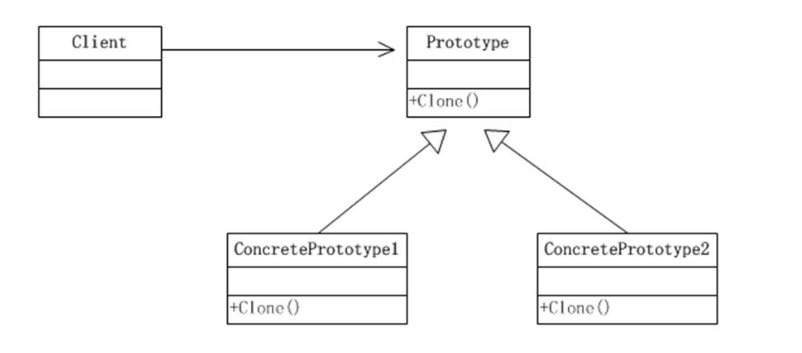 Client
Prototype
+Clone()
ConcretePrototype1
ConcretePrototype2
+Clone()
+Clone()